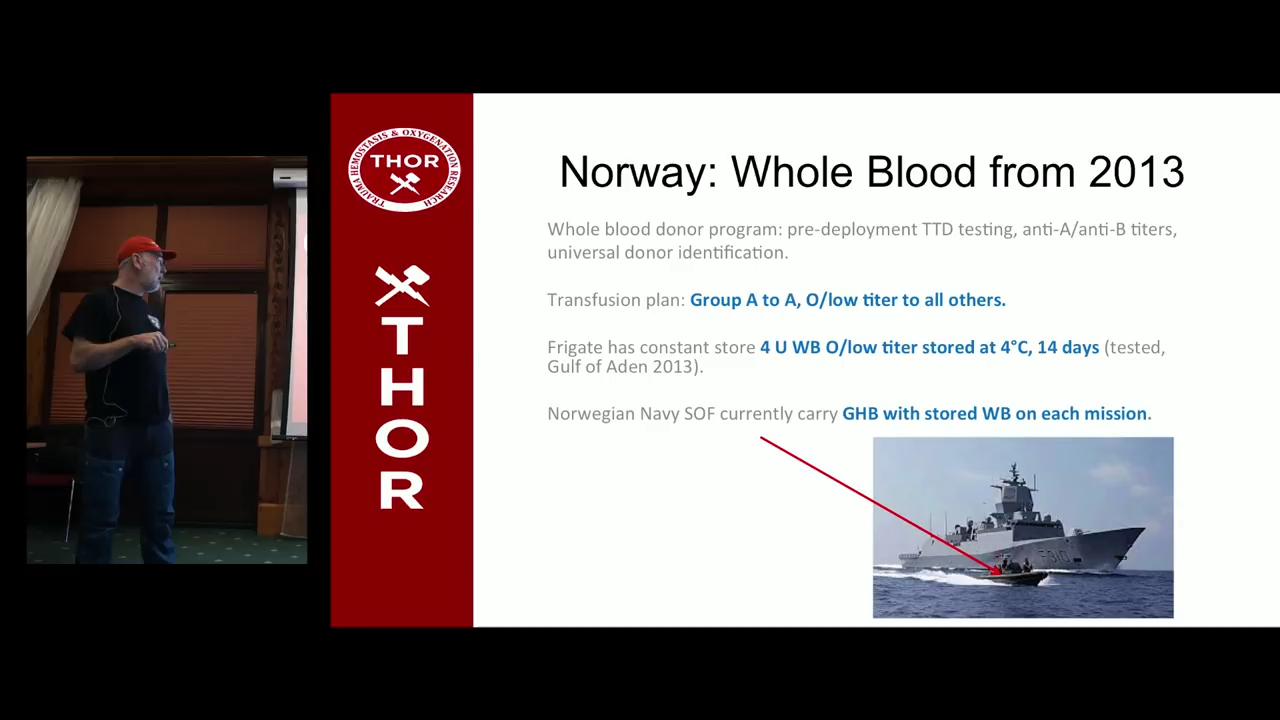 TRAUMA HEMOSTASIS & OXYGENATION RESEARCH
THOR
THOR
Norway: Whole Blood from 2013
Whole blood donor program: pre-deployment TTD testing, anti-A/anti-B titers,
universal donor identification.
Transfusion plan: Group A to A, O/low titer to all others.
Frigate has constant store 4 U WB O/low titer stored at 4°C, 14 days (tested,
Gulf of Aden 2013).
Norwegian Navy SOF currently carry GHB with stored WB on each mission.
F310